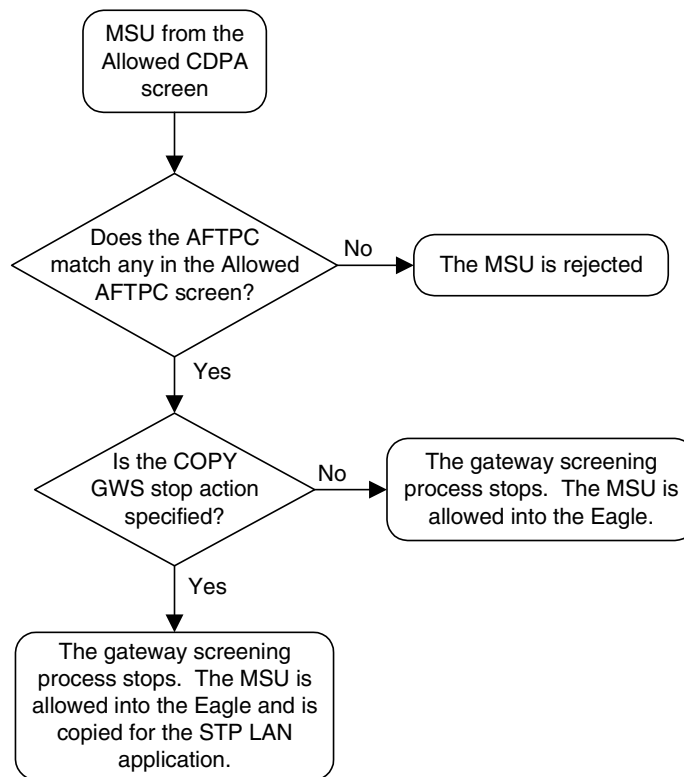 MSU from the
Allowed CDPA
screen
Does the AFTPC
match any in the Allowed
AFTPC screen?
No
The MSU is rejected
Yes
Is the COPY
GWS stop action
specified?
No
The gateway screening
process stops.  The MSU is
allowed into the Eagle.
Yes
The gateway screening
process stops.  The MSU is
allowed into the Eagle and is
copied for the STP LAN
application.